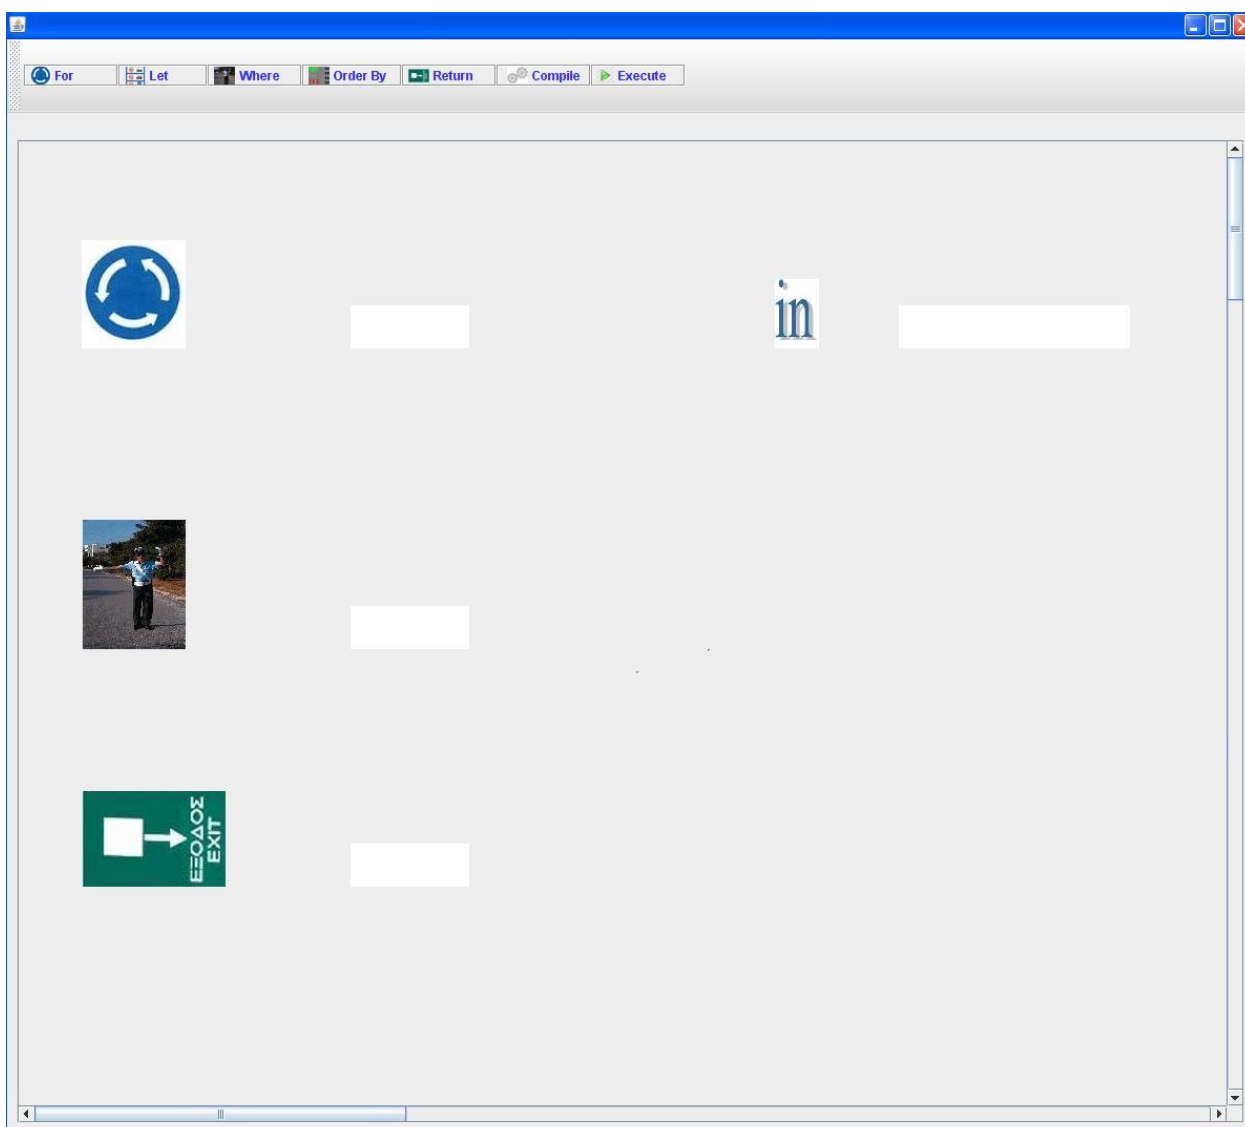 For Let Where Order By Return Compile Execute
in
ΕΞΟΔΟΣ
EXIT